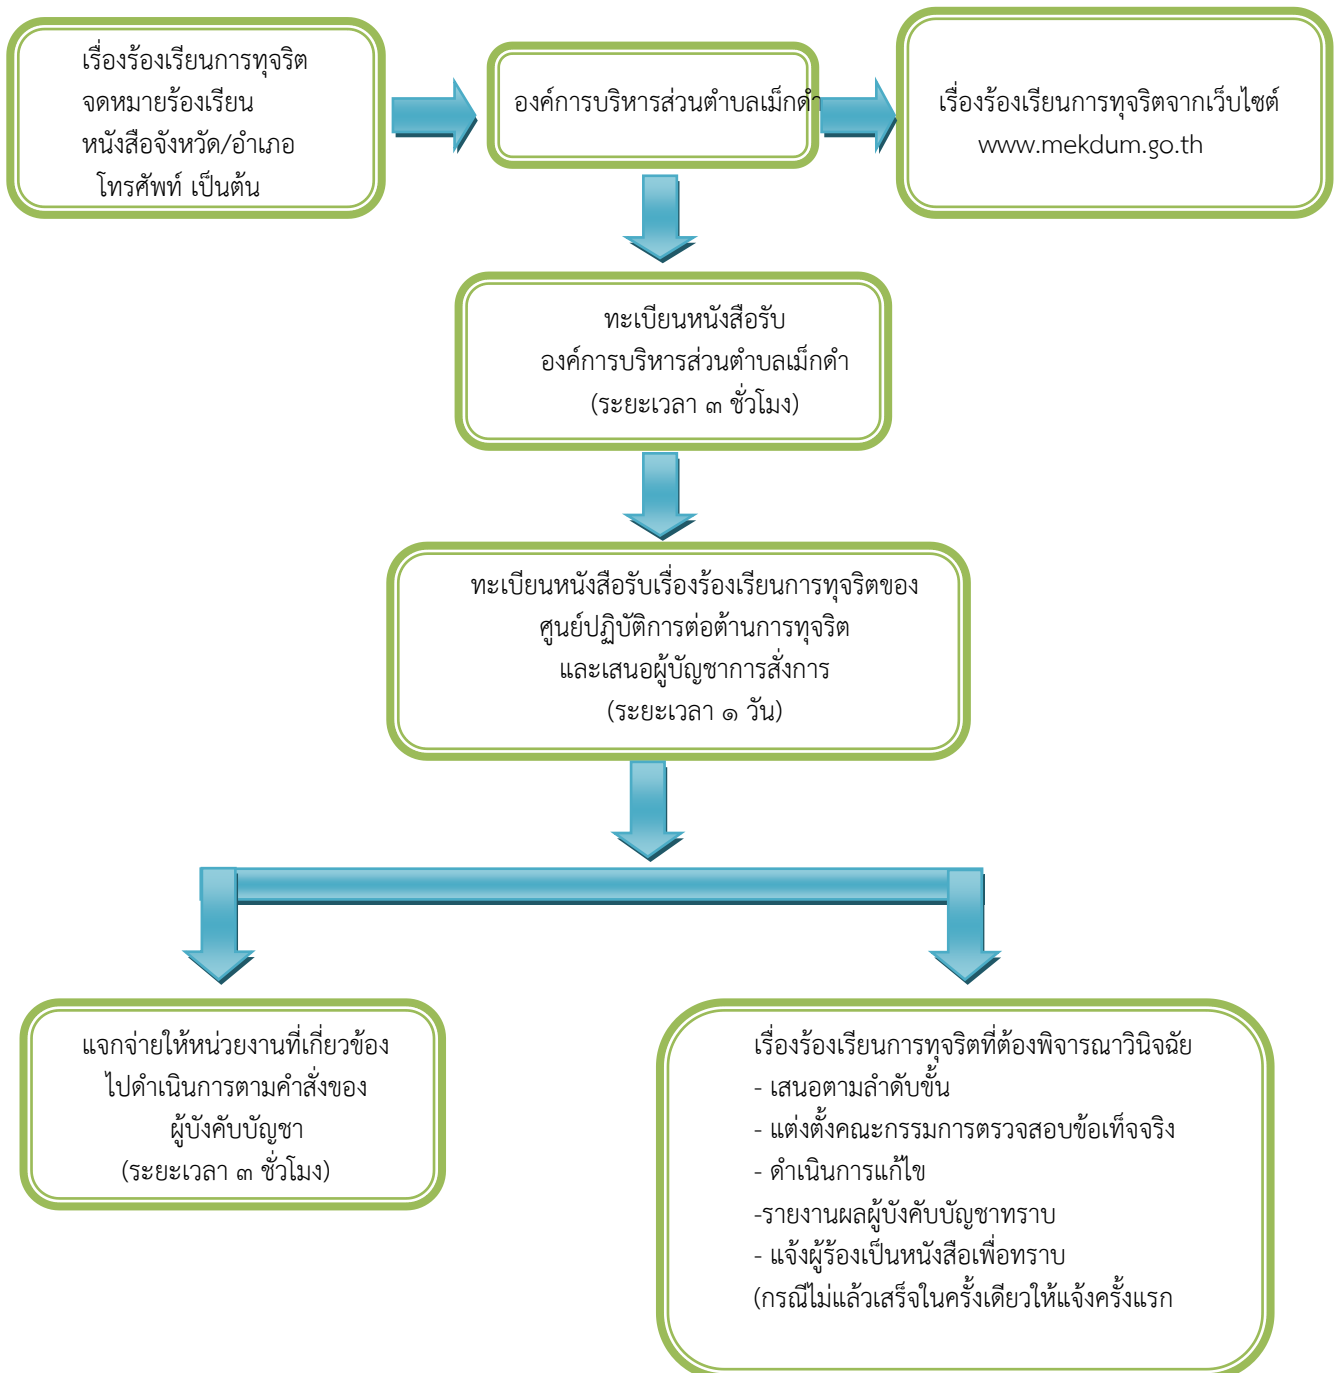 เรื่องร้องเรียนการทุจริต
จดหมายร้องเรียน
หนังสือจังหวัด/อำเภอ
โทรศัพท์ เป็นต้น
องค์การบริหารส่วนตำบลเม็กดำ
เรื่องร้องเรียนการทุจริตจากเว็บไซต์
www.mekdum.go.th
ทะเบียนหนังสือรับ
องค์การบริหารส่วนตำบลเม็กดำ
(ระยะเวลา ๓ ชั่วโมง)
ทะเบียนหนังสือรับเรื่องร้องเรียนการทุจริตของ
ศูนย์ปฏิบัติการต่อต้านการทุจริต
และเสนอผู้บัญชาการสั่งการ
(ระยะเวลา ๑ วัน)
แจกจ่ายให้หน่วยงานที่เกี่ยวข้อง
ไปดำเนินการตามคำสั่งของ
ผู้บังคับบัญชา
(ระยะเวลา ๓ ชั่วโมง)
เรื่องร้องเรียนการทุจริตที่ต้องพิจารณาวินิจฉัย
- เสนอตามลำดับขั้น
- แต่งตั้งคณะกรรมการตรวจสอบข้อเท็จจริง
- ดำเนินการแก้ไข
-รายงานผลผู้บังคับบัญชาทราบ
- แจ้งผู้ร้องเป็นหนังสือเพื่อทราบ
(กรณีไม่แล้วเสร็จในครั้งเดียวให้แจ้งครั้งแรก